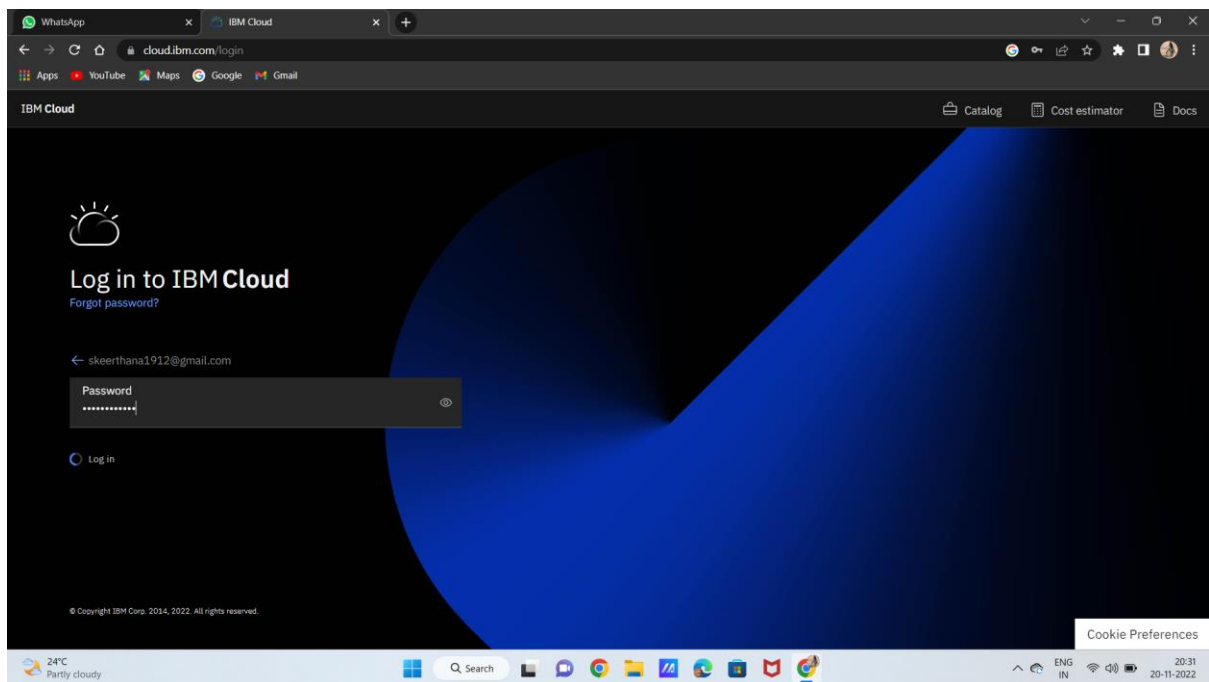 WhatsApp
IBM Cloud
cloud.ibm.com/login
Apps YouTube Maps Google Gmail
IBM Cloud Catalog Cost estimator Docs
Log in to IBM Cloud
Forgot password?
← skeerthana1912@gmail.com
Password
••••••••••••
Log in
© Copyright IBM Corp. 2014, 2022. All rights reserved.
Cookie Preferences
24°C
Partly cloudy
Search
ENG
IN
20:31
20-11-2022